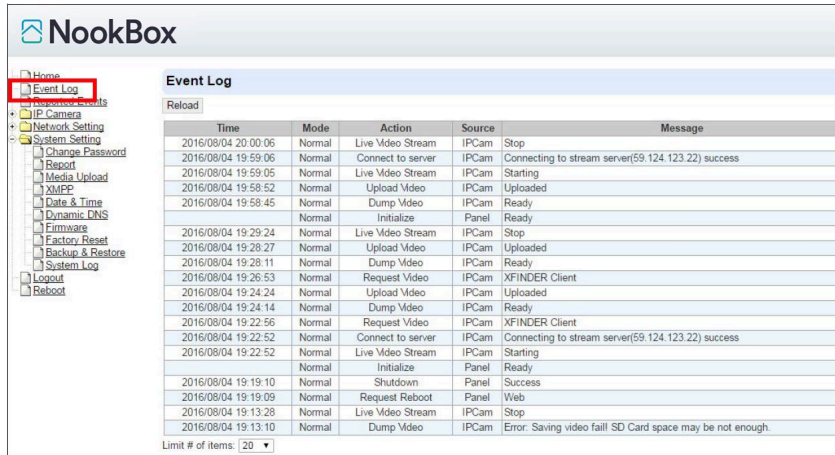 NookBox
Home
Event Log
Reported Events
IP Camera
Network Setting
System Setting
Change Password
Report
Media Upload
XMPP
Date & Time
Dynamic DNS
Firmware
Factory Reset
Backup & Restore
System Log
Logout
Reboot
Event Log
Reload
Time Mode Action Source Message
2016/08/04 20:00:06 Normal Live Video Stream IPCam Stop
2016/08/04 19:59:06 Normal Connect to server IPCam Connecting to stream server(59.124.123.22) success
2016/08/04 19:59:05 Normal Live Video Stream IPCam Starting
2016/08/04 19:58:52 Normal Upload Video IPCam Uploaded
2016/08/04 19:58:45 Normal Dump Video IPCam Ready
Normal Initialize Panel Ready
2016/08/04 19:29:24 Normal Live Video Stream IPCam Stop
2016/08/04 19:28:27 Normal Upload Video IPCam Uploaded
2016/08/04 19:28:11 Normal Dump Video IPCam Ready
2016/08/04 19:26:53 Normal Request Video IPCam XFINDER Client
2016/08/04 19:24:24 Normal Upload Video IPCam Uploaded
2016/08/04 19:24:14 Normal Dump Video IPCam Ready
2016/08/04 19:22:56 Normal Request Video IPCam XFINDER Client
2016/08/04 19:22:52 Normal Connect to server IPCam Connecting to stream server(59.124.123.22) success
2016/08/04 19:22:52 Normal Live Video Stream IPCam Starting
Normal Initialize Panel Ready
2016/08/04 19:19:10 Normal Shutdown Panel Success
2016/08/04 19:19:09 Normal Request Reboot Panel Web
2016/08/04 19:13:28 Normal Live Video Stream IPCam Stop
2016/08/04 19:13:10 Normal Dump Video IPCam Error: Saving video fail! SD Card space may be not enough.
Limit # of items: 20